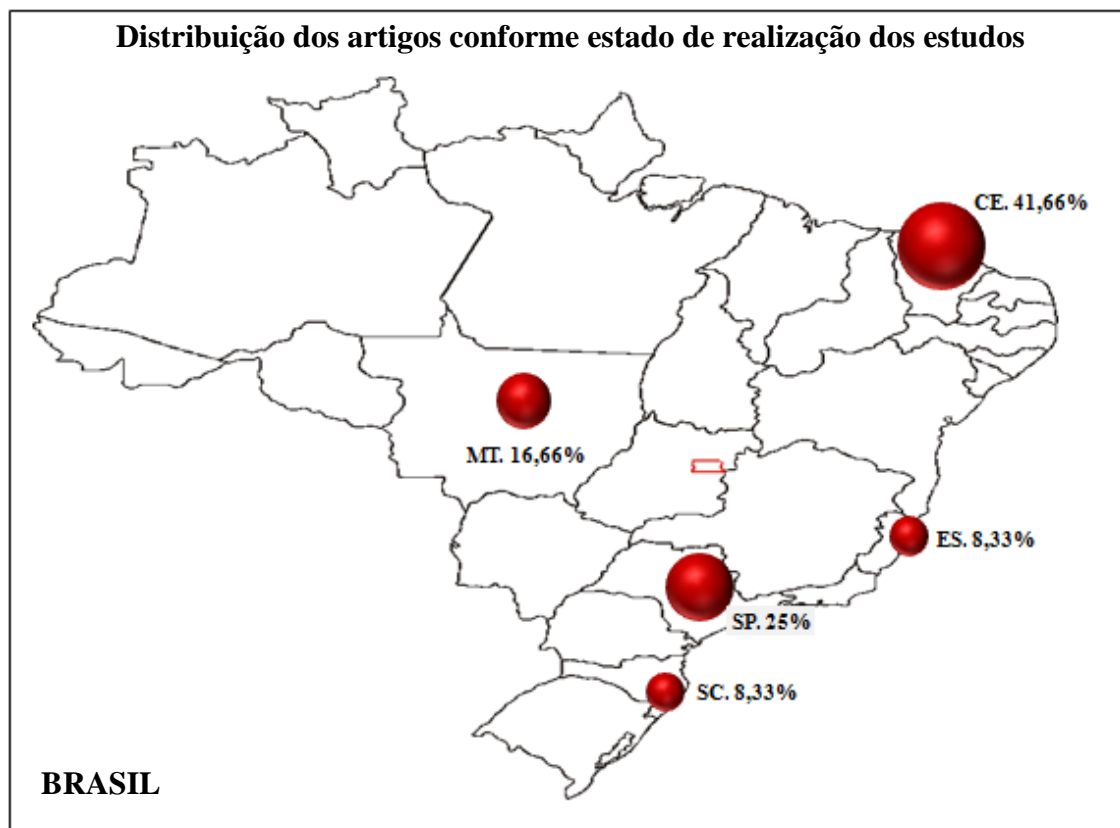 Distribuição dos artigos conforme estado de realização dos estudos
CE. 41,66%
MT. 16,66%
ES. 8,33%
SP. 25%
SC. 8,33%
BRASIL